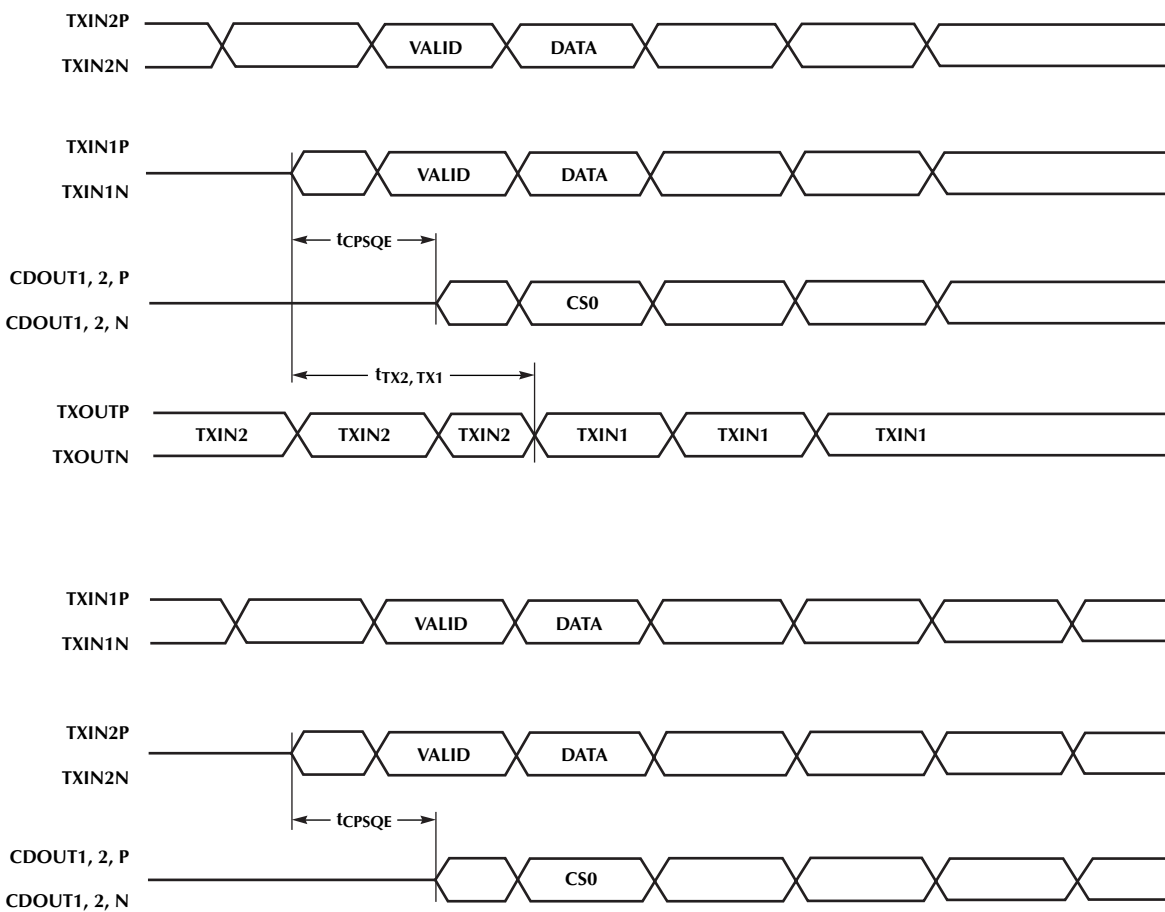 TXIN2P
VALID DATA
TXIN2N
TXIN1P
VALID DATA
TXIN1N
tCPSQE
CDOUT1, 2, P
CS0
CDOUT1, 2, N
tTX2, TX1
TXOUTP
TXIN2 TXIN2 TXIN2 TXIN1 TXIN1 TXIN1
TXOUTN
TXIN1P
VALID DATA
TXIN1N
TXIN2P
VALID DATA
TXIN2N
tCPSQE
CDOUT1, 2, P
CS0
CDOUT1, 2, N